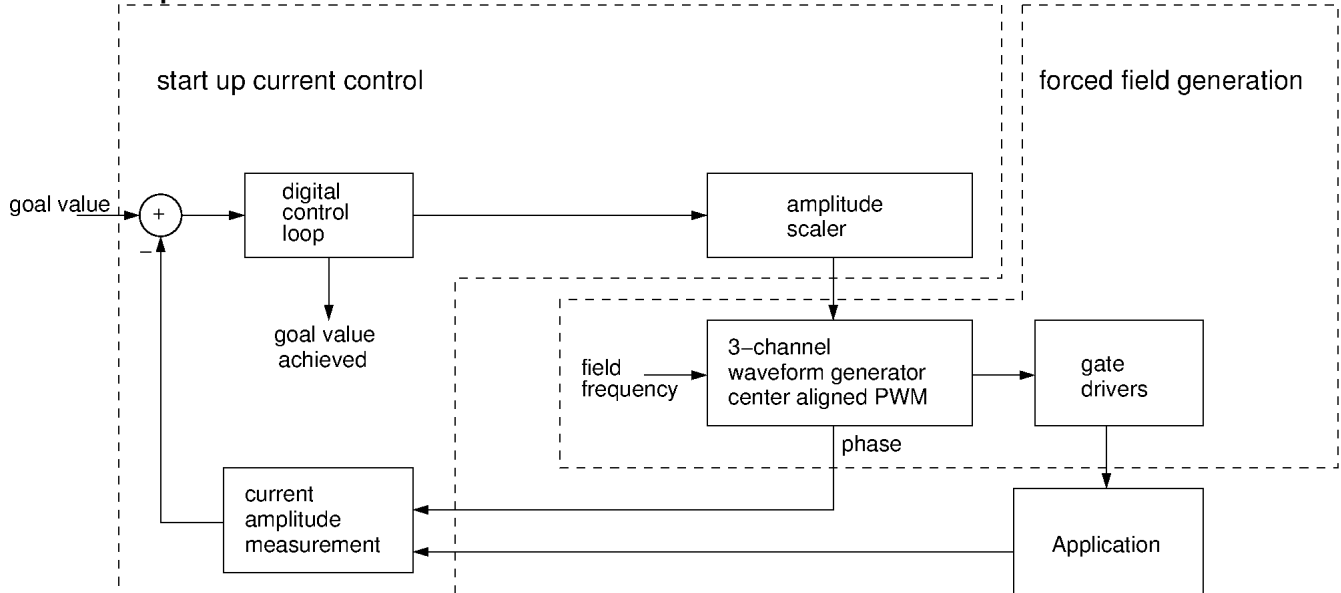 start up current control
forced field generation
goal value
+
−
digital
control
loop
amplitude
scaler
goal value
achieved
field
frequency
3−channel
waveform generator
center aligned PWM
gate
drivers
phase
current
amplitude
measurement
Application